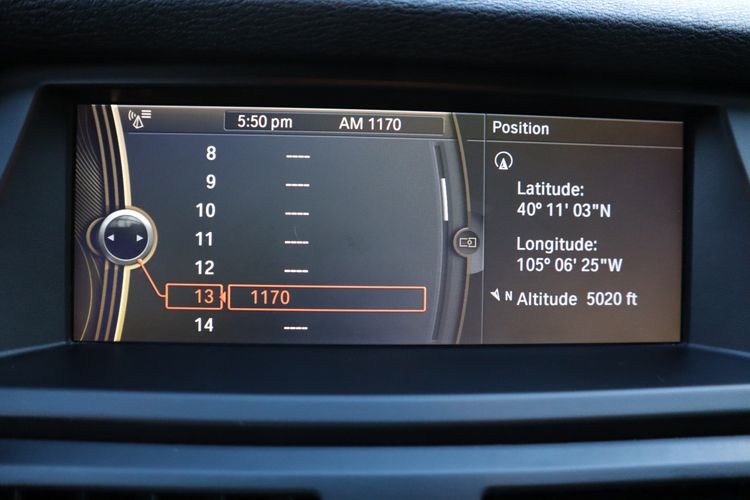 5:50 pm AM 1170
8 ----
9 ----
10 ----
11 ----
12 ----
13 1170
14 ----
Position
Latitude:
40° 11' 03"N
Longitude:
105° 06' 25"W
N Altitude 5020 ft